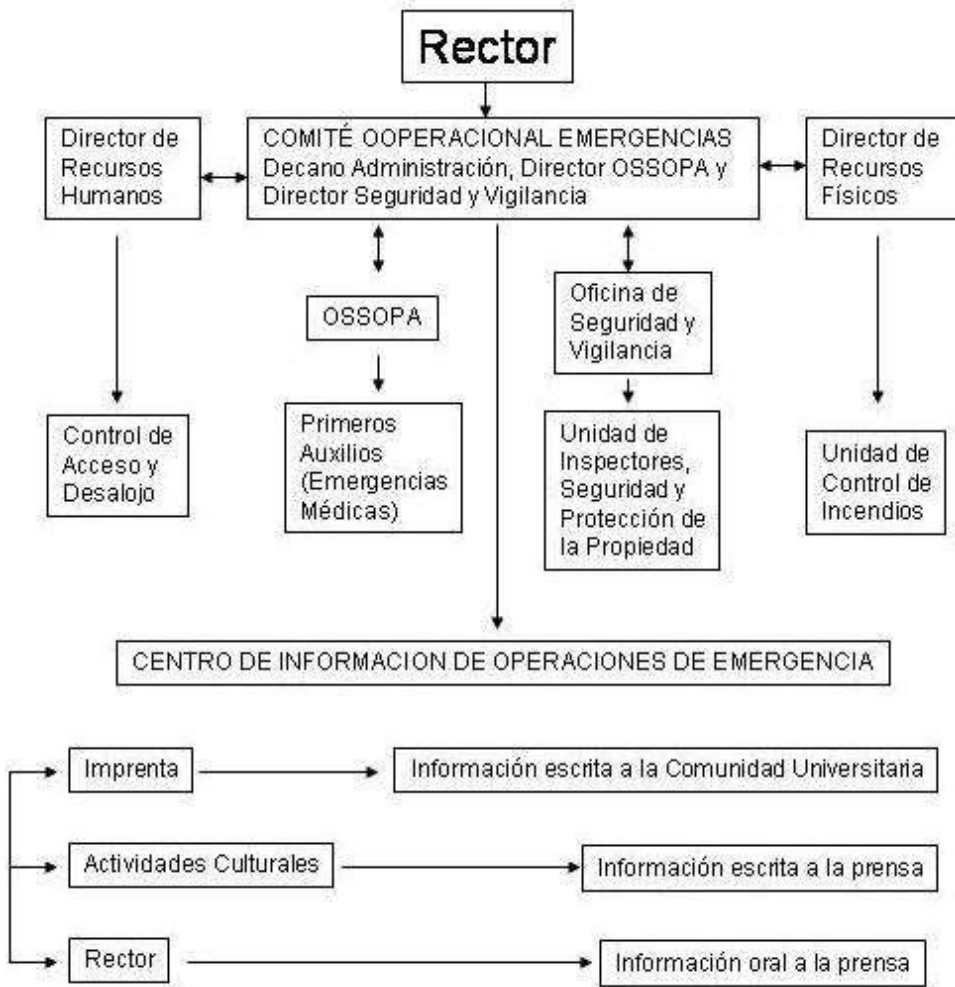 Rector
Director de
Recursos
Humanos
COMITÉ OOPERACIONAL EMERGENCIAS
Decano Administración, Director OSSOPA y
Director Seguridad y Vigilancia
Director de
Recursos
Físicos
OSSOPA
Oficina de
Seguridad y
Vigilancia
Control de
Acceso y
Desalojo
Primeros
Auxilios
(Emergencias
Médicas)
Unidad de
Inspectores,
Seguridad y
Protección de
la Propiedad
Unidad de
Control de
Incendios
CENTRO DE INFORMACION DE OPERACIONES DE EMERGENCIA
Imprenta
Información escrita a la Comunidad Universitaria
Actividades Culturales
Información escrita a la prensa
Rector
Información oral a la prensa